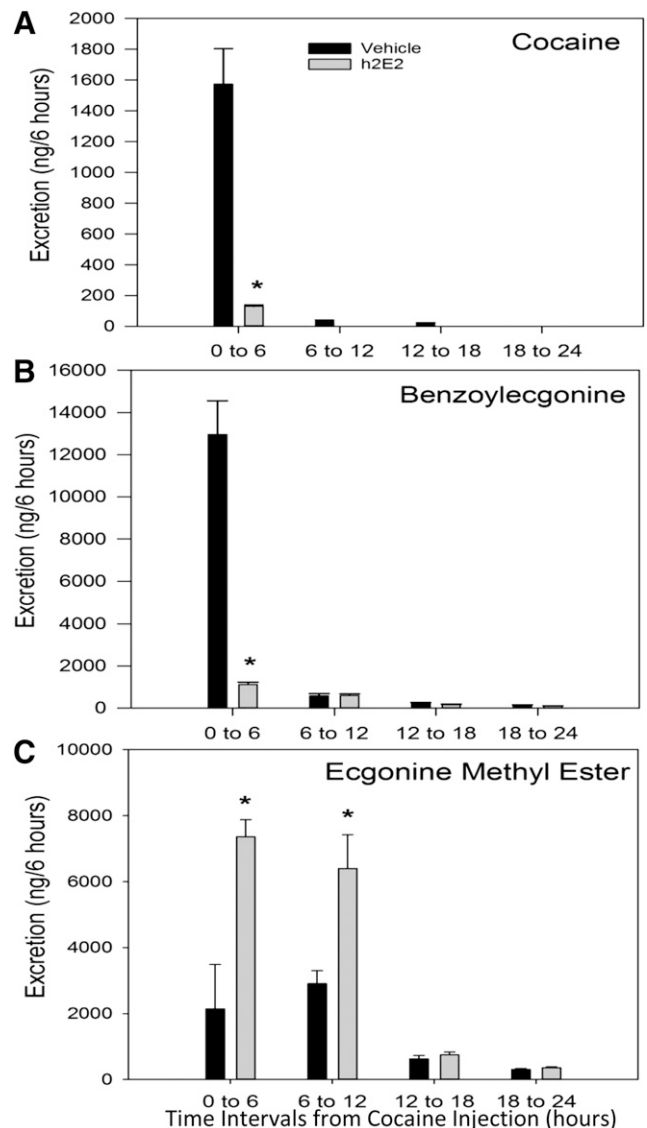 A
Cocaine
Vehicle
h2E2
Excretion (ng/6 hours)
2000
1800
1600
1400
1200
1000
800
600
400
200
0
*
0 to 6 6 to 12 12 to 18 18 to 24
B
Benzoylecgonine
Excretion (ng/6 hours)
16000
14000
12000
10000
8000
6000
4000
2000
0
*
0 to 6 6 to 12 12 to 18 18 to 24
C
Ecgonine Methyl Ester
Excretion (ng/6 hours)
10000
8000
6000
4000
2000
0
* *
0 to 6 6 to 12 12 to 18 18 to 24
Time Intervals from Cocaine Injection (hours)